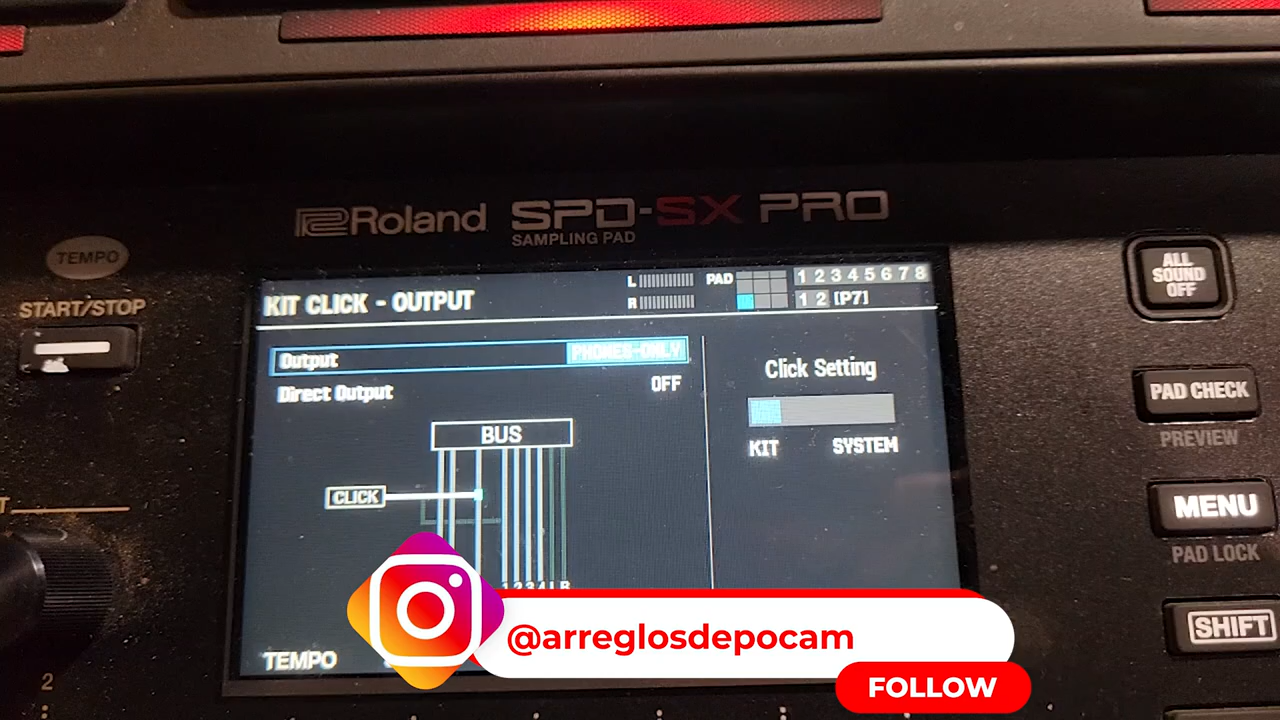 Roland SPD-SX PRO
SAMPLING PAD
TEMPO
START/STOP
KIT CLICK - OUTPUT
L
R
PAD
1 2 3 4 5 6 7 8
1 2 [P7]
Output PHONES-ONLY
Direct Output OFF
BUS
CLICK
Click Setting
KIT SYSTEM
TEMPO
2
ALL
SOUND
OFF
PAD CHECK
PREVIEW
MENU
PAD LOCK
SHIFT
@arreglosdepocam
FOLLOW